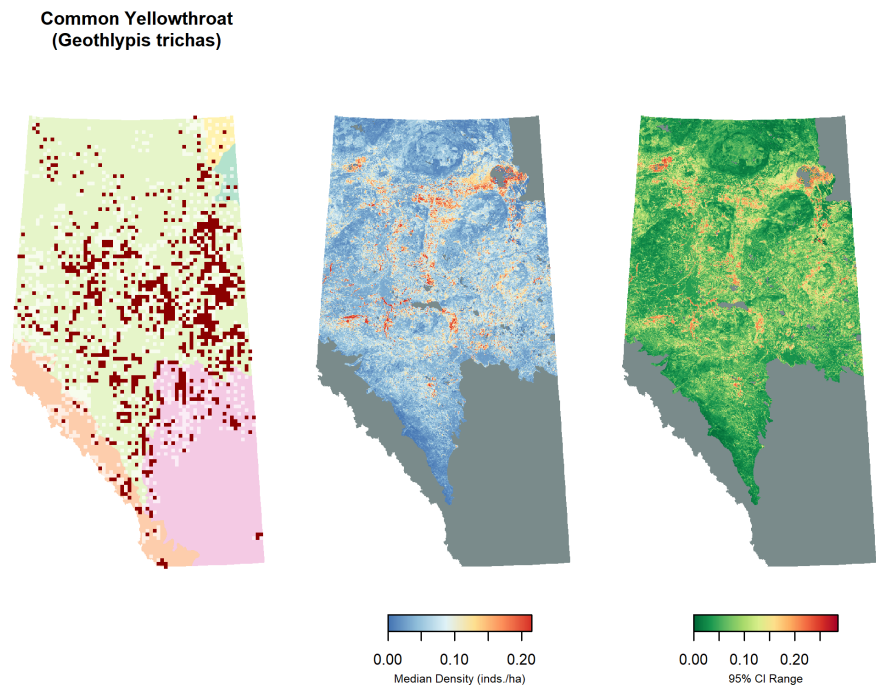 Common Yellowthroat
(Geothlypis trichas)
0.00 0.10 0.20
Median Density (inds./ha)
0.00 0.10 0.20
95% CI Range